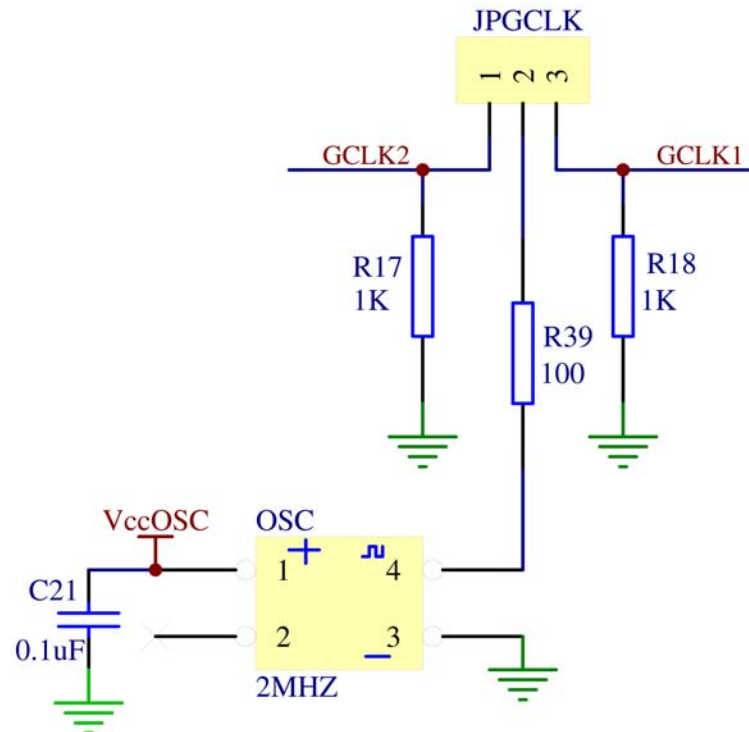 JPGCLK
1 2 3
GCLK2
GCLK1
R17
1K
R18
1K
R39
100
VccOSC
OSC
C21
0.1uF
1 4
2 3
2MHZ